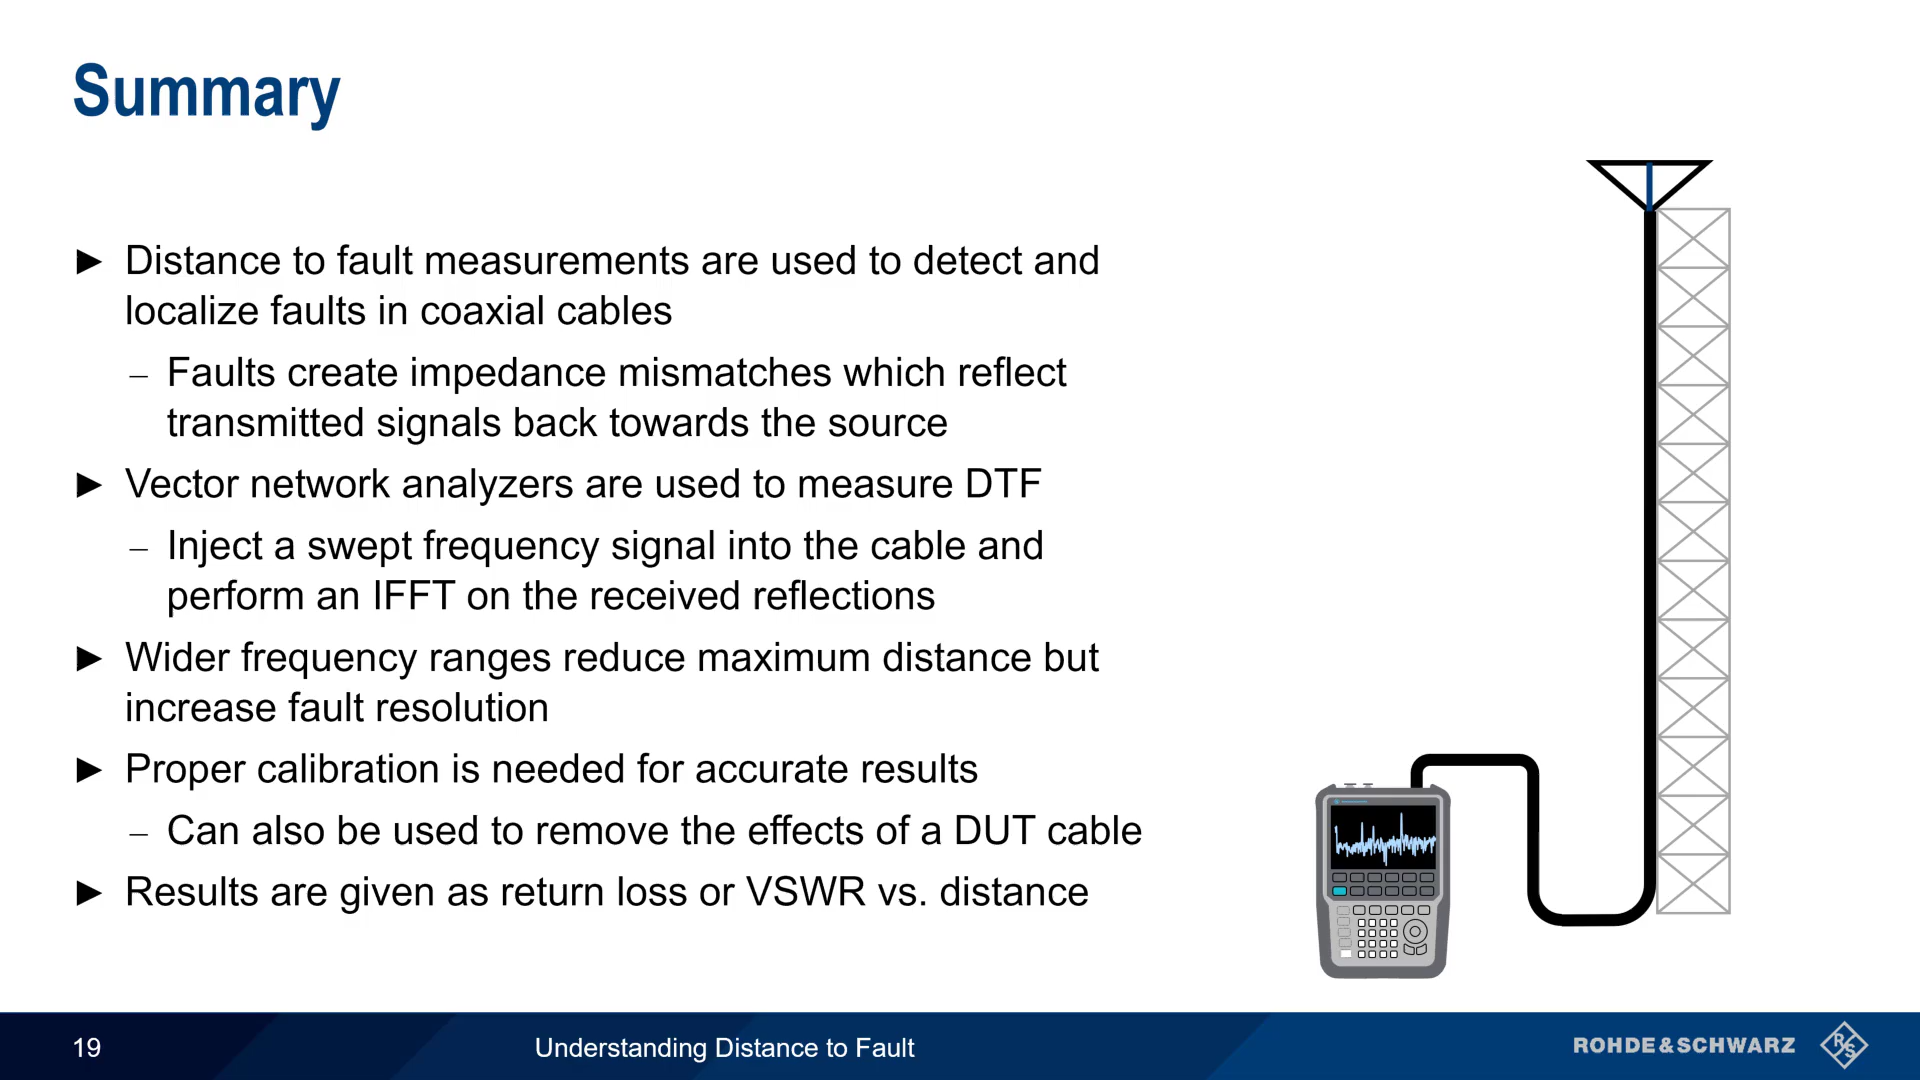 Summary
► Distance to fault measurements are used to detect and
localize faults in coaxial cables
– Faults create impedance mismatches which reflect
transmitted signals back towards the source
► Vector network analyzers are used to measure DTF
– Inject a swept frequency signal into the cable and
perform an IFFT on the received reflections
► Wider frequency ranges reduce maximum distance but
increase fault resolution
► Proper calibration is needed for accurate results
– Can also be used to remove the effects of a DUT cable
► Results are given as return loss or VSWR vs. distance
19
Understanding Distance to Fault
ROHDE&SCHWARZ
RS